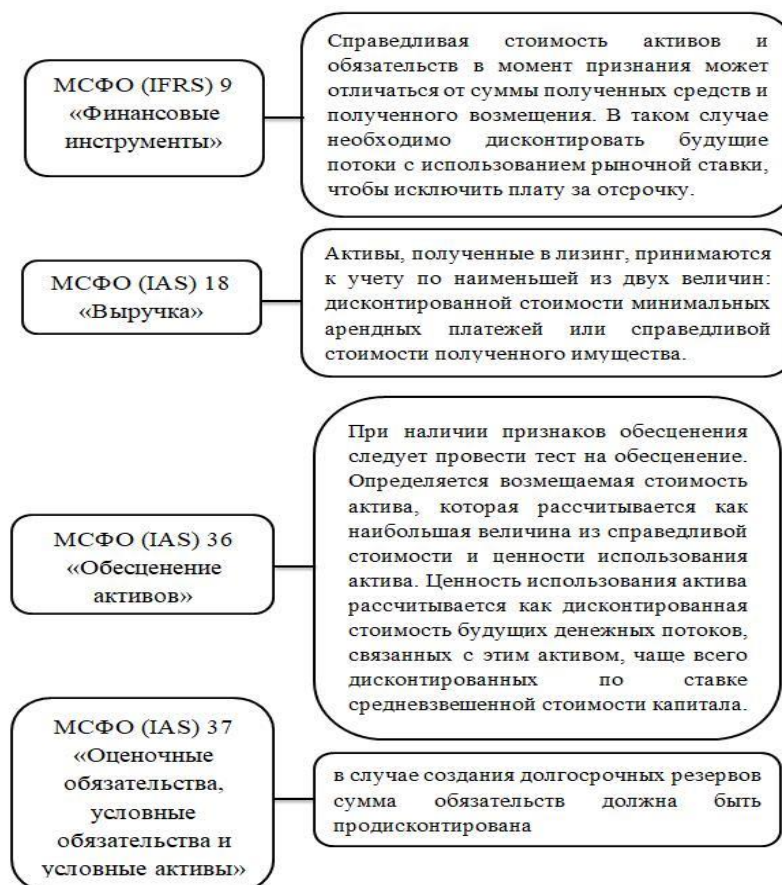 МСФО (IFRS) 9
«Финансовые
инструменты»
Справедливая стоимость активов и
обязательств в момент признания может
отличаться от суммы полученных средств и
полученного возмещения. В таком случае
необходимо дисконтировать будущие
потоки с использованием рыночной ставки,
чтобы исключить плату за отсрочку.
МСФО (IAS) 18
«Выручка»
Активы, полученные в лизинг, принимаются
к учету по наименьшей из двух величин:
дисконтированной стоимости минимальных
арендных платежей или справедливой
стоимости полученного имущества.
МСФО (IAS) 36
«Обесценение
активов»
При наличии признаков обесценения
следует провести тест на обесценение.
Определяется возмещаемая стоимость
актива, которая рассчитывается как
наибольшая величина из справедливой
стоимости и ценности использования
актива. Ценность использования актива
рассчитывается как дисконтированная
стоимость будущих денежных потоков,
связанных с этим активом, чаще всего
дисконтированных по ставке
средневзвешенной стоимости капитала.
МСФО (IAS) 37
«Оценочные
обязательства,
условные
обязательства и
условные активы»
в случае создания долгосрочных резервов
сумма обязательств должна быть
продисконтирована